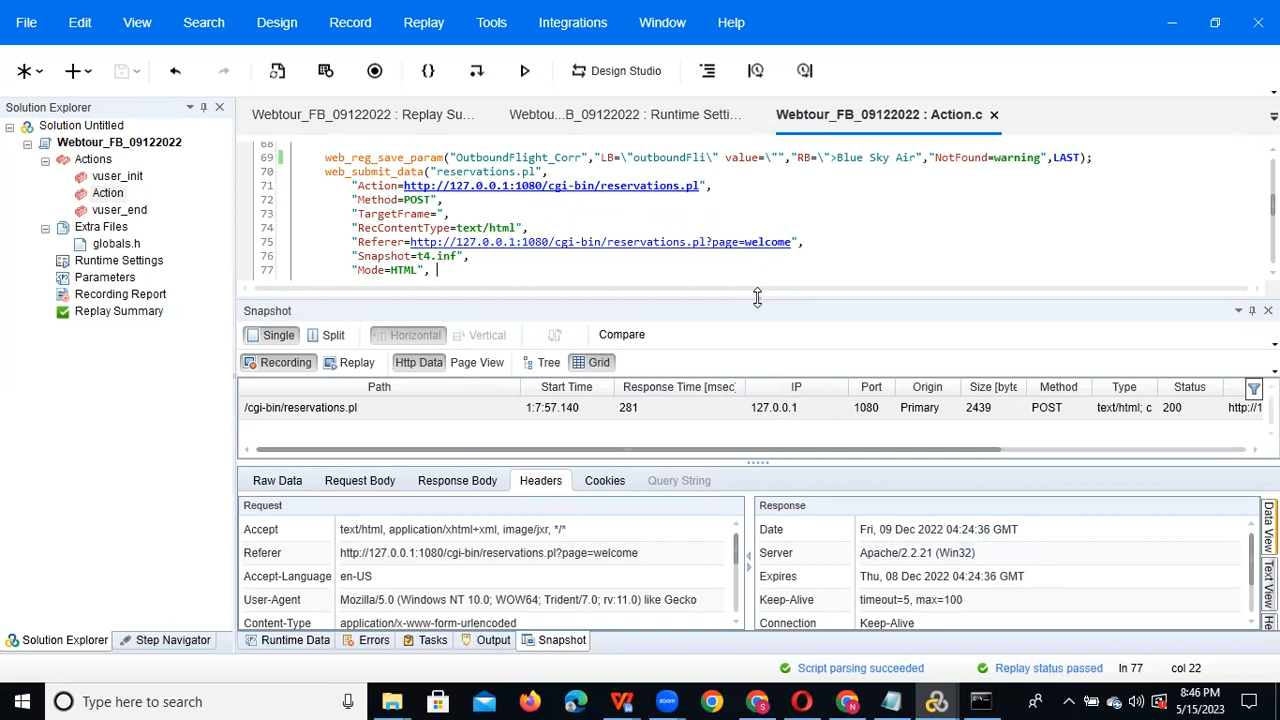 File Edit View Search Design Record Replay Tools Integrations Window Help
Design Studio
Solution Explorer
Solution Untitled
Webtour_FB_09122022
Actions
vuser_init
Action
vuser_end
Extra Files
globals.h
Runtime Settings
Parameters
Recording Report
Replay Summary
Webtour_FB_09122022 : Replay Su... Webtou...B_09122022 : Runtime Setti... Webtour_FB_09122022 : Action.c
68
69 web_reg_save_param("OutboundFlight_Corr","LB=\"outboundFli\" value=\"","RB=\">Blue Sky Air","NotFound=warning",LAST);
70 web_submit_data("reservations.pl",
71 "Action=http://127.0.0.1:1080/cgi-bin/reservations.pl",
72 "Method=POST",
73 "TargetFrame=",
74 "RecContentType=text/html",
75 "Referer=http://127.0.0.1:1080/cgi-bin/reservations.pl?page=welcome",
76 "Snapshot=t4.inf",
77 "Mode=HTML",
Snapshot
Single Split Horizontal Vertical Compare
Recording Replay Http Data Page View Tree Grid
Path Start Time Response Time [msec] IP Port Origin Size [byte Method Type Status
/cgi-bin/reservations.pl 1:7:57.140 281 127.0.0.1 1080 Primary 2439 POST text/html; c 200 http://1
Raw Data Request Body Response Body Headers Cookies Query String
Request
Accept text/html, application/xhtml+xml, image/jxr, */*
Referer http://127.0.0.1:1080/cgi-bin/reservations.pl?page=welcome
Accept-Language en-US
User-Agent Mozilla/5.0 (Windows NT 10.0; WOW64; Trident/7.0; rv:11.0) like Gecko
Content-Type application/x-www-form-urlencoded
Response
Date Fri, 09 Dec 2022 04:24:36 GMT
Server Apache/2.2.21 (Win32)
Expires Thu, 08 Dec 2022 04:24:36 GMT
Keep-Alive timeout=5, max=100
Connection Keep-Alive
Data View
Text View
He
Solution Explorer Step Navigator Runtime Data Errors Tasks Output Snapshot
Script parsing succeeded Replay status passed ln 77 col 22
Type here to search
zoom
8:46 PM
5/15/2023